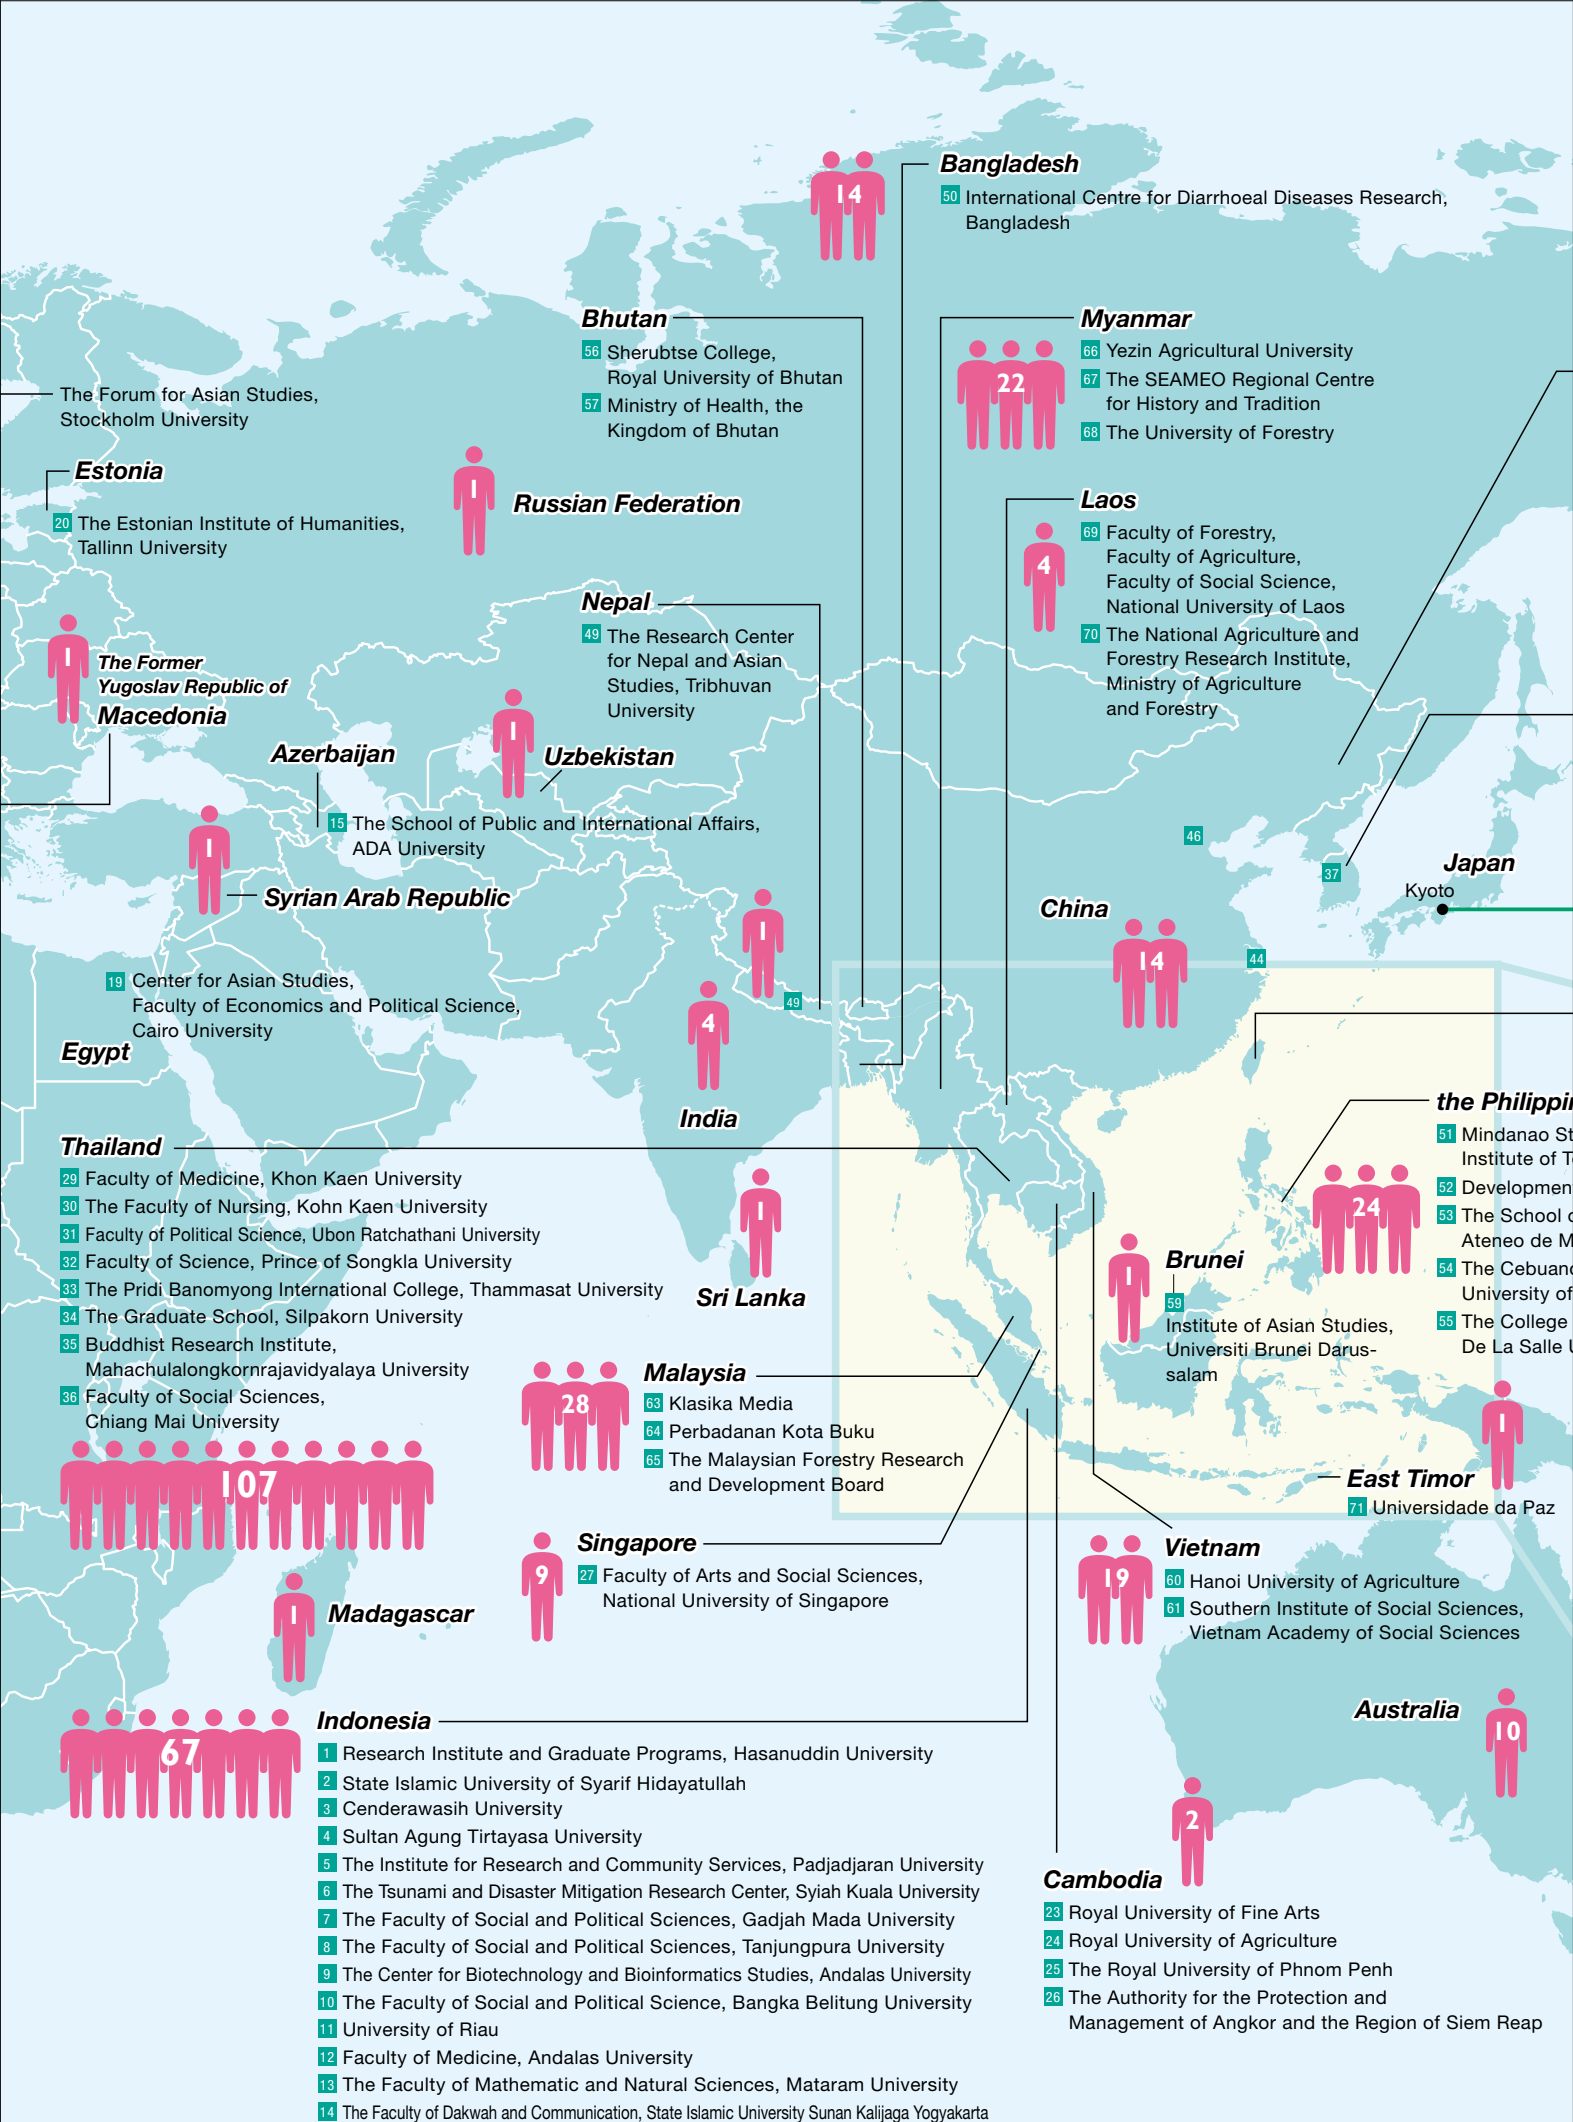 14
Bangladesh
50 International Centre for Diarrhoeal Diseases Research,
Bangladesh
Bhutan
56 Sherubtse College,
Royal University of Bhutan
57 Ministry of Health, the
Kingdom of Bhutan
Myanmar
22
66 Yezin Agricultural University
67 The SEAMEO Regional Centre
for History and Tradition
68 The University of Forestry
The Forum for Asian Studies,
Stockholm University
Estonia
20 The Estonian Institute of Humanities,
Tallinn University
1
Russian Federation
Laos
4
69 Faculty of Forestry,
Faculty of Agriculture,
Faculty of Social Science,
National University of Laos
70 The National Agriculture and
Forestry Research Institute,
Ministry of Agriculture
and Forestry
Nepal
49 The Research Center
for Nepal and Asian
Studies, Tribhuvan
University
1
The Former
Yugoslav Republic of
Macedonia
Azerbaijan
15 The School of Public and International Affairs,
ADA University
1
Uzbekistan
1
Syrian Arab Republic
46
37
Japan
Kyoto
China
14
44
1
49
4
India
19 Center for Asian Studies,
Faculty of Economics and Political Science,
Cairo University
Egypt
the Philippi
51 Mindanao St
Institute of T
52 Developmen
53 The School
Ateneo de M
54 The Cebuan
University of
55 The College
De La Salle
24
Thailand
29 Faculty of Medicine, Khon Kaen University
30 The Faculty of Nursing, Kohn Kaen University
31 Faculty of Political Science, Ubon Ratchathani University
32 Faculty of Science, Prince of Songkla University
33 The Pridi Banomyong International College, Thammasat University
34 The Graduate School, Silpakorn University
35 Buddhist Research Institute,
Mahachulalongkornrajavidyalaya University
36 Faculty of Social Sciences,
Chiang Mai University
107
1
Sri Lanka
1
Brunei
59
Institute of Asian Studies,
Universiti Brunei Darus-
salam
Malaysia
28
63 Klasika Media
64 Perbadanan Kota Buku
65 The Malaysian Forestry Research
and Development Board
1
East Timor
71 Universidade da Paz
Singapore
9
27 Faculty of Arts and Social Sciences,
National University of Singapore
Vietnam
19
60 Hanoi University of Agriculture
61 Southern Institute of Social Sciences,
Vietnam Academy of Social Sciences
1
Madagascar
Australia
10
67
Indonesia
1 Research Institute and Graduate Programs, Hasanuddin University
2 State Islamic University of Syarif Hidayatullah
3 Cenderawasih University
4 Sultan Agung Tirtayasa University
5 The Institute for Research and Community Services, Padjadjaran University
6 The Tsunami and Disaster Mitigation Research Center, Syiah Kuala University
7 The Faculty of Social and Political Sciences, Gadjah Mada University
8 The Faculty of Social and Political Sciences, Tanjungpura University
9 The Center for Biotechnology and Bioinformatics Studies, Andalas University
10 The Faculty of Social and Political Science, Bangka Belitung University
11 University of Riau
12 Faculty of Medicine, Andalas University
13 The Faculty of Mathematic and Natural Sciences, Mataram University
14 The Faculty of Dakwah and Communication, State Islamic University Sunan Kalijaga Yogyakarta
2
Cambodia
23 Royal University of Fine Arts
24 Royal University of Agriculture
25 The Royal University of Phnom Penh
26 The Authority for the Protection and
Management of Angkor and the Region of Siem Reap